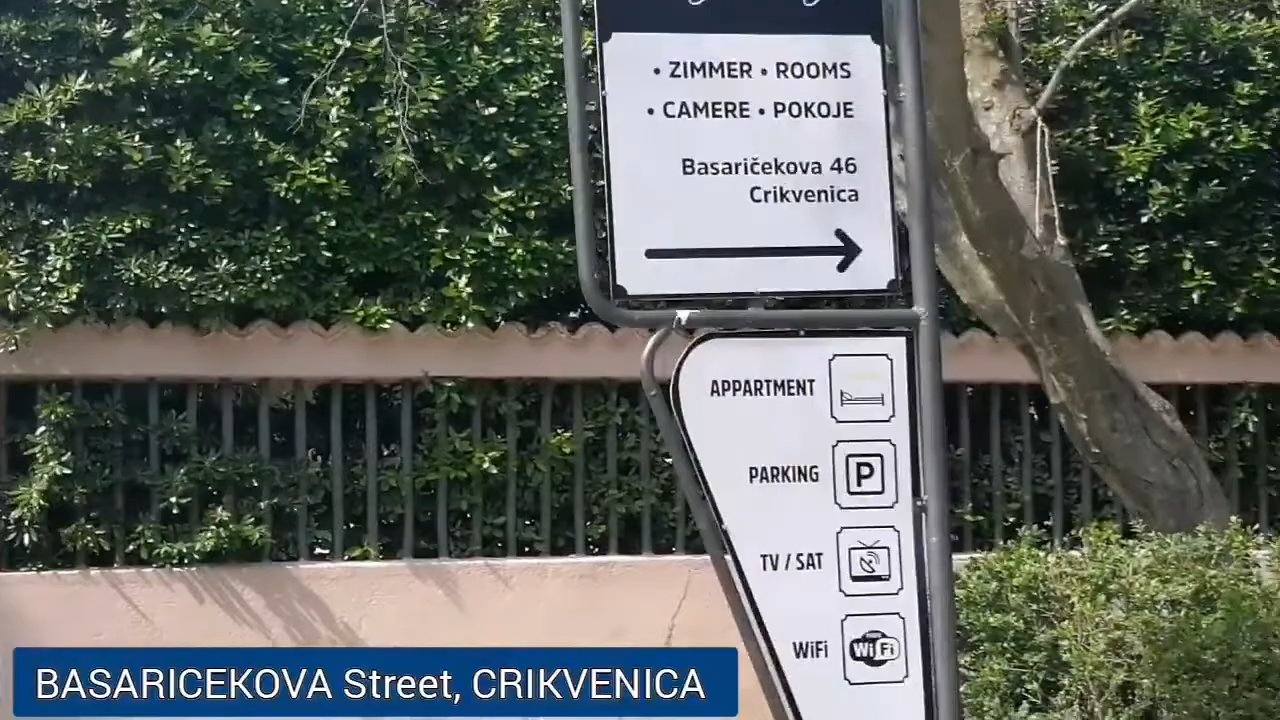 • ZIMMER • ROOMS
• CAMERE • POKOJE
Basaričekova 46
Crikvenica
APPARTMENT
PARKING
P
TV / SAT
WiFi
WiFi
BASARICEKOVA Street, CRIKVENICA